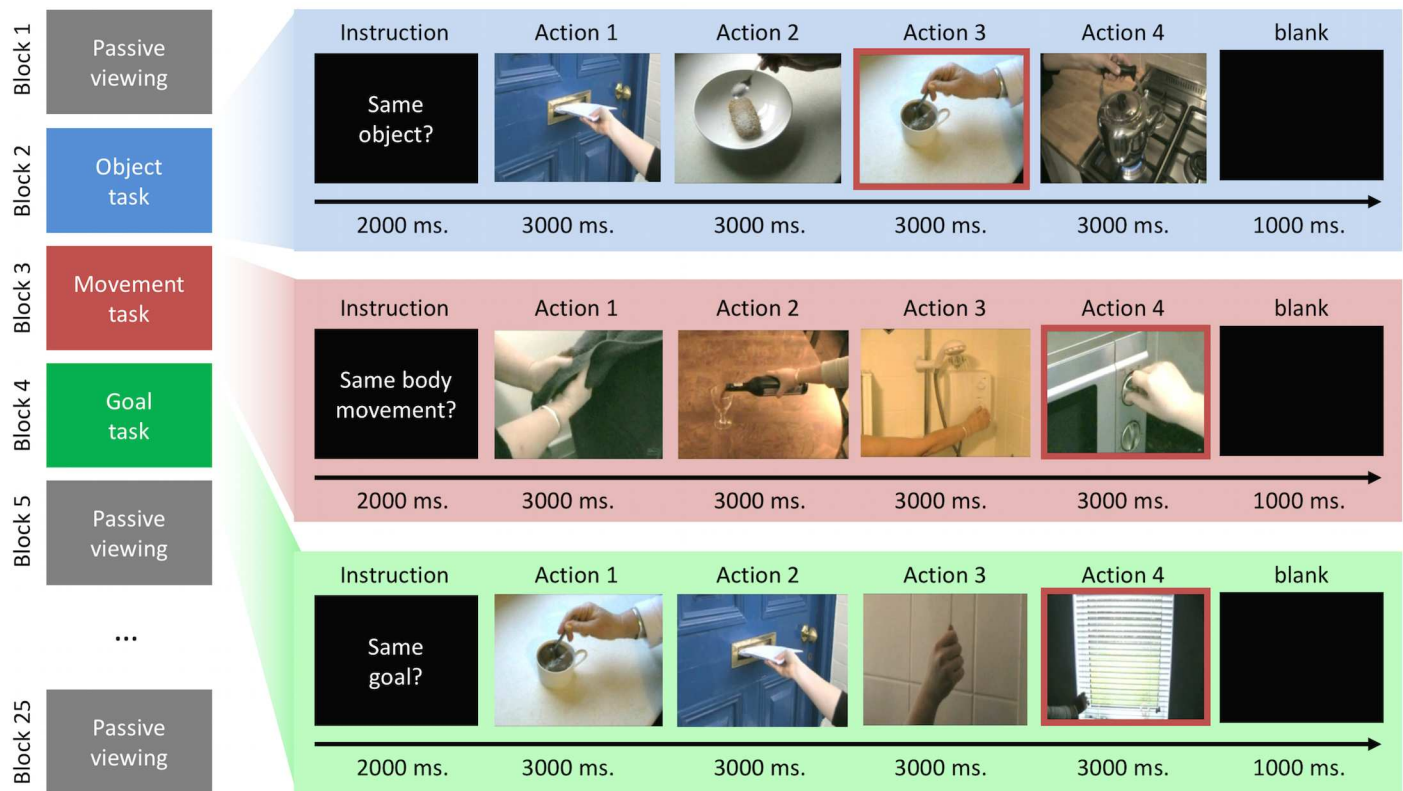 Block 1
Passive
viewing
Block 2
Object
task
Block 3
Movement
task
Block 4
Goal
task
Block 5
Passive
viewing
...
Block 25
Passive
viewing
Instruction Action 1 Action 2 Action 3 Action 4 blank
Same
object?
2000 ms. 3000 ms. 3000 ms. 3000 ms. 3000 ms. 1000 ms.
Instruction Action 1 Action 2 Action 3 Action 4 blank
Same body
movement?
2000 ms. 3000 ms. 3000 ms. 3000 ms. 3000 ms. 1000 ms.
Instruction Action 1 Action 2 Action 3 Action 4 blank
Same
goal?
2000 ms. 3000 ms. 3000 ms. 3000 ms. 3000 ms. 1000 ms.